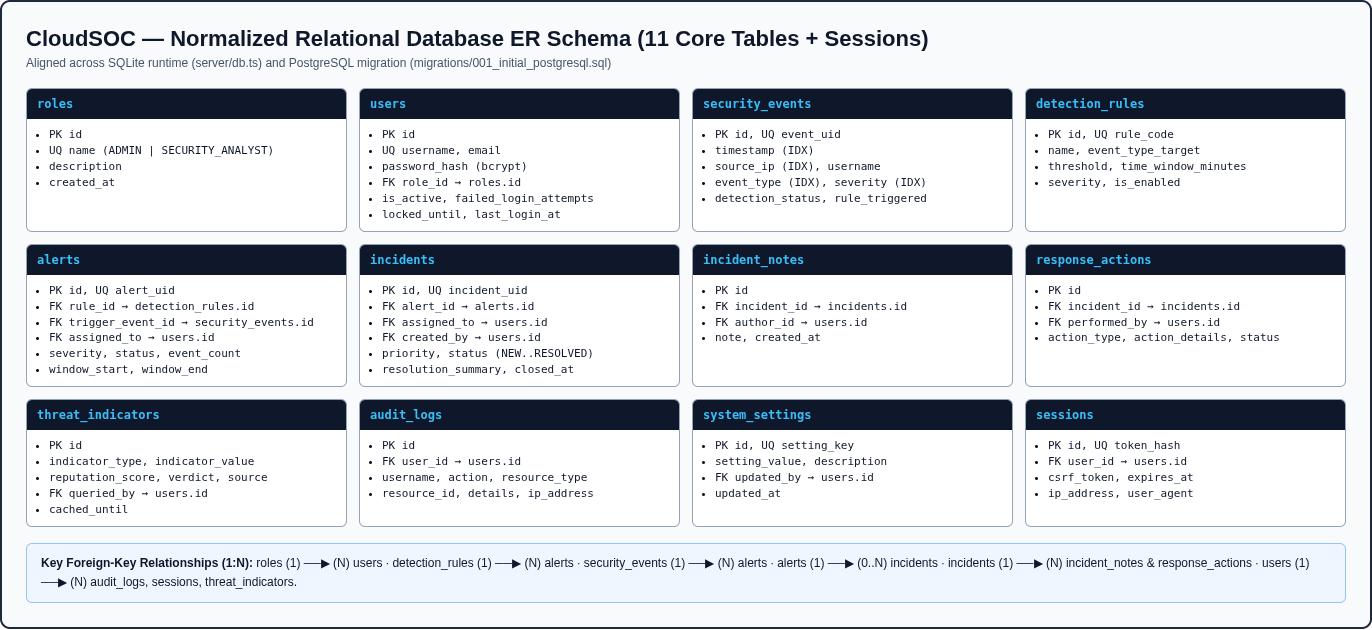 CloudSOC — Normalized Relational Database ER Schema (11 Core Tables + Sessions)
Aligned across SQLite runtime (server/db.ts) and PostgreSQL migration (migrations/001_initial_postgresql.sql)
roles
• PK id
• UQ name (ADMIN | SECURITY_ANALYST)
• description
• created_at
users
• PK id
• UQ username, email
• password_hash (bcrypt)
• FK role_id → roles.id
• is_active, failed_login_attempts
• locked_until, last_login_at
security_events
• PK id, UQ event_uid
• timestamp (IDX)
• source_ip (IDX), username
• event_type (IDX), severity (IDX)
• detection_status, rule_triggered
detection_rules
• PK id, UQ rule_code
• name, event_type_target
• threshold, time_window_minutes
• severity, is_enabled
alerts
• PK id, UQ alert_uid
• FK rule_id → detection_rules.id
• FK trigger_event_id → security_events.id
• FK assigned_to → users.id
• severity, status, event_count
• window_start, window_end
incidents
• PK id, UQ incident_uid
• FK alert_id → alerts.id
• FK assigned_to → users.id
• FK created_by → users.id
• priority, status (NEW..RESOLVED)
• resolution_summary, closed_at
incident_notes
• PK id
• FK incident_id → incidents.id
• FK author_id → users.id
• note, created_at
response_actions
• PK id
• FK incident_id → incidents.id
• FK performed_by → users.id
• action_type, action_details, status
threat_indicators
• PK id
• indicator_type, indicator_value
• reputation_score, verdict, source
• FK queried_by → users.id
• cached_until
audit_logs
• PK id
• FK user_id → users.id
• username, action, resource_type
• resource_id, details, ip_address
system_settings
• PK id, UQ setting_key
• setting_value, description
• FK updated_by → users.id
• updated_at
sessions
• PK id, UQ token_hash
• FK user_id → users.id
• csrf_token, expires_at
• ip_address, user_agent
Key Foreign-Key Relationships (1:N): roles (1) ──▶ (N) users · detection_rules (1) ──▶ (N) alerts · security_events (1) ──▶ (N) alerts · alerts (1) ──▶ (0..N) incidents · incidents (1) ──▶ (N) incident_notes & response_actions · users (1)
──▶ (N) audit_logs, sessions, threat_indicators.